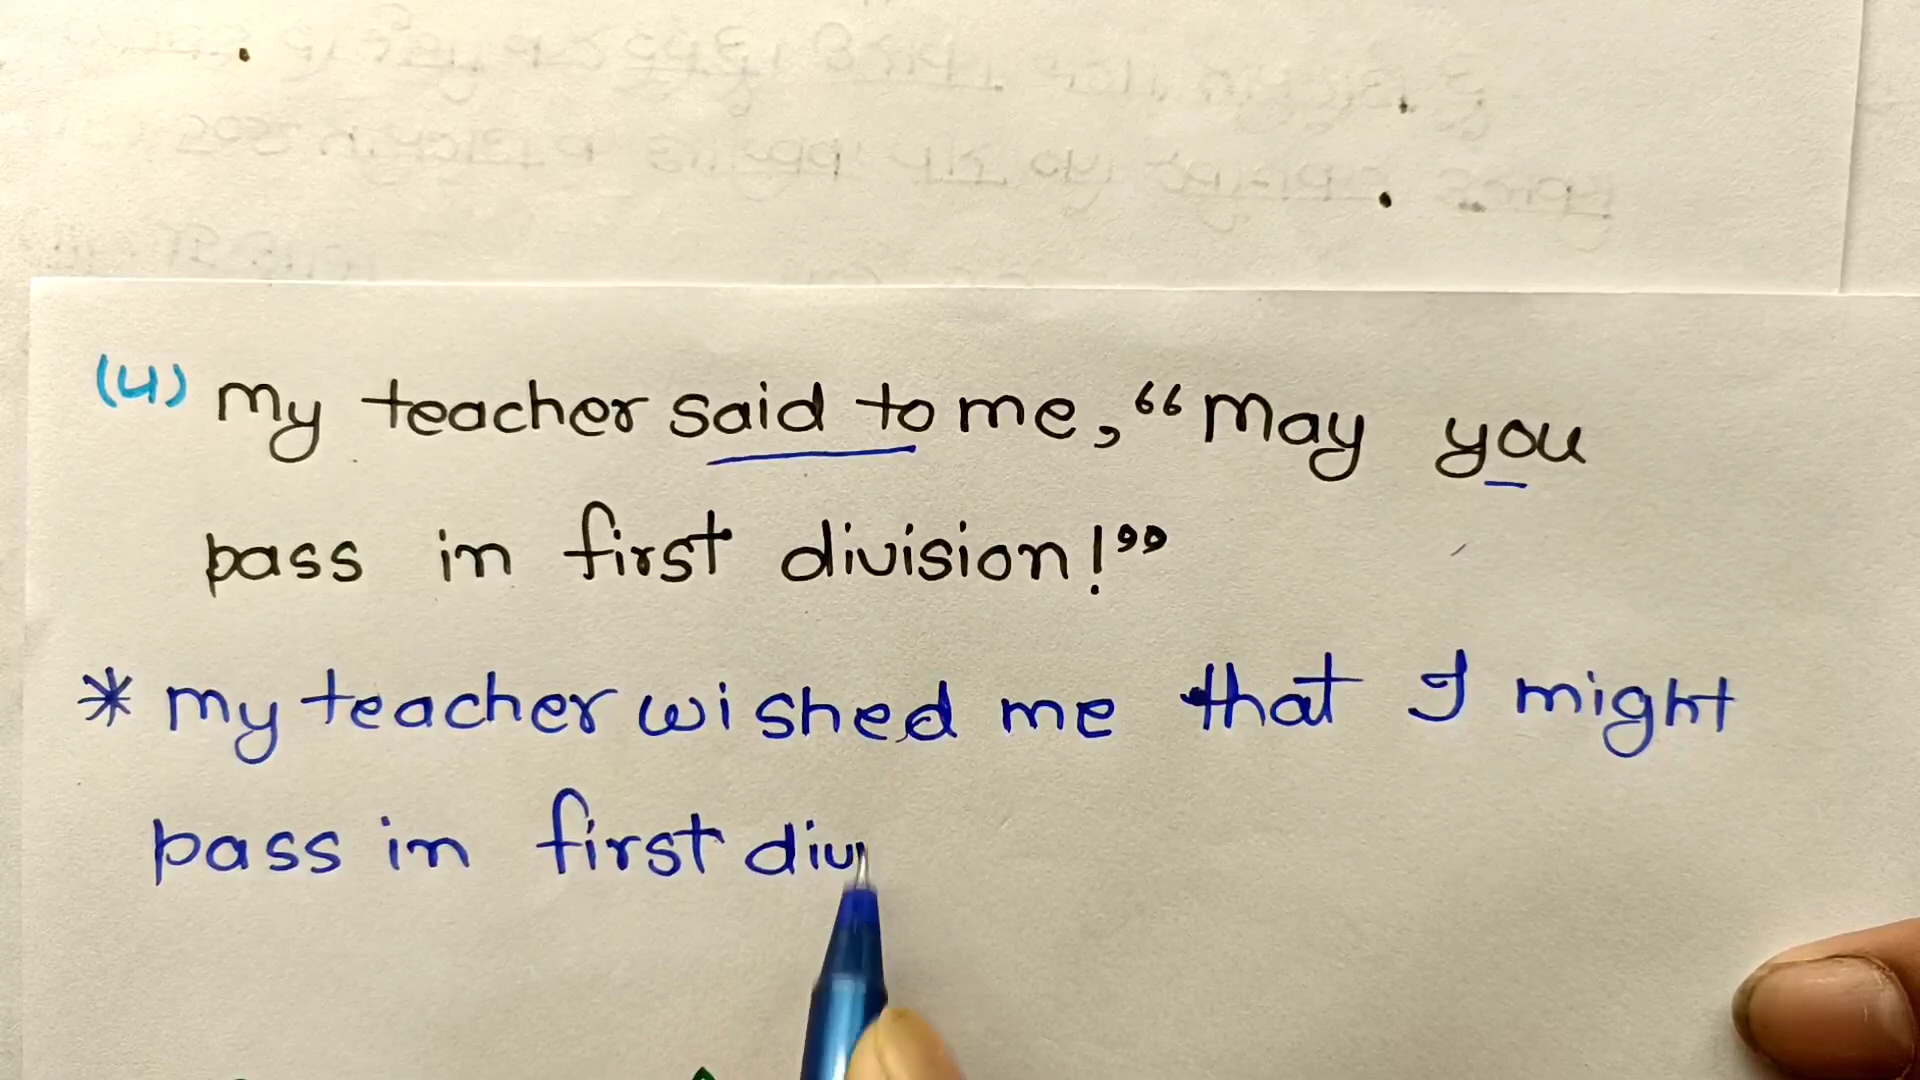 (4) My teacher said to me, “May you
pass in first division!”
* My teacher wished me that I might
pass in first div